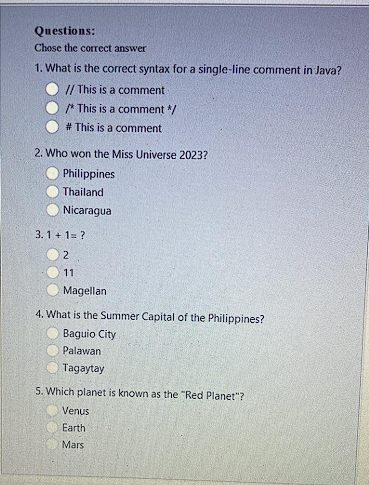 Questions:
Chose the correct answer
1. What is the correct syntax for a single-line comment in Java?
// This is a comment
/* This is a comment */
# This is a comment
2. Who won the Miss Universe 2023?
Philippines
Thailand
Nicaragua
3. 1 + 1= ?
2
11
Magellan
4. What is the Summer Capital of the Philippines?
Baguio City
Palawan
Tagaytay
5. Which planet is known as the "Red Planet"?
Venus
Earth
Mars